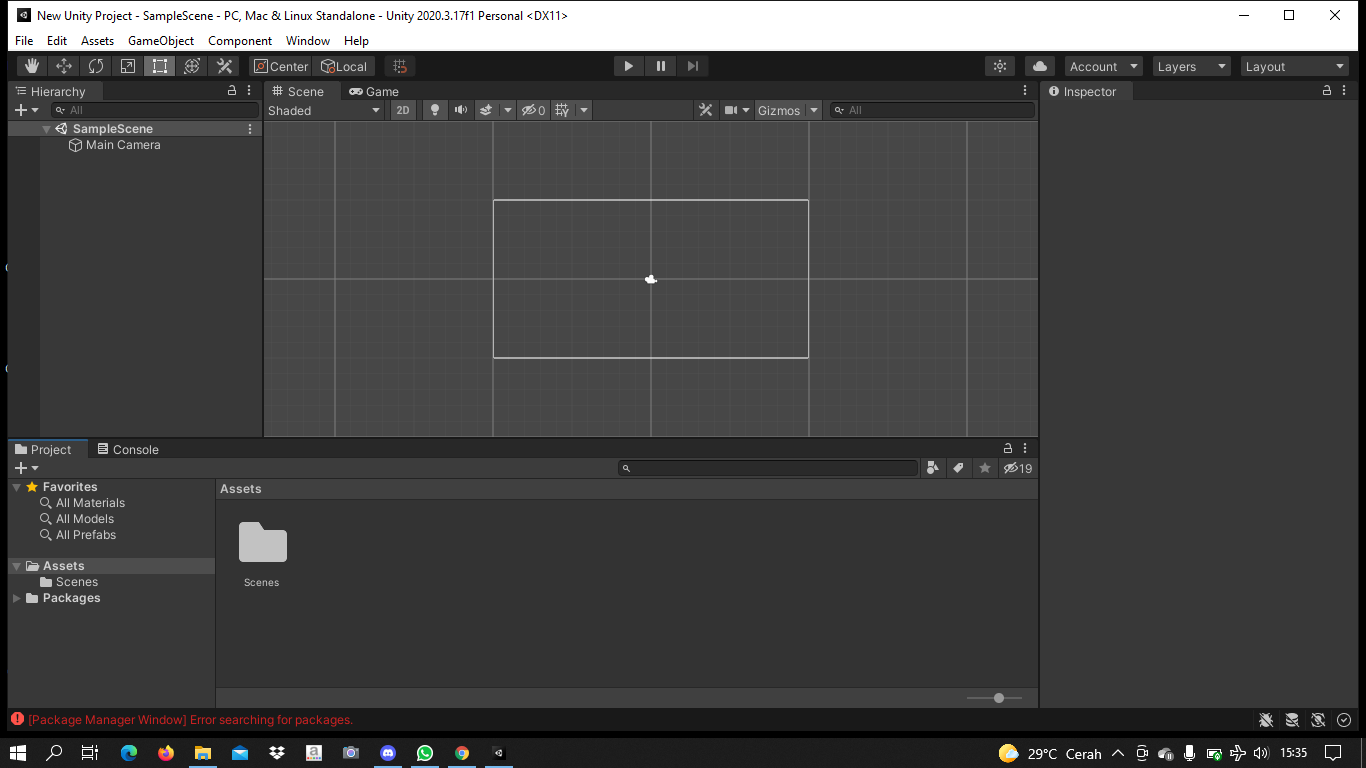 New Unity Project - SampleScene - PC, Mac & Linux Standalone - Unity 2020.3.17f1 Personal <DX11>
File Edit Assets GameObject Component Window Help
Center Local Account Layers Layout
Hierarchy Scene Game Inspector
All Shaded 2D 0 Gizmos All
SampleScene
Main Camera
Project Console
19
Favorites Assets
All Materials
All Models
All Prefabs
Assets
Scenes Scenes
Packages
[Package Manager Window] Error searching for packages.
29°C Cerah 15:35